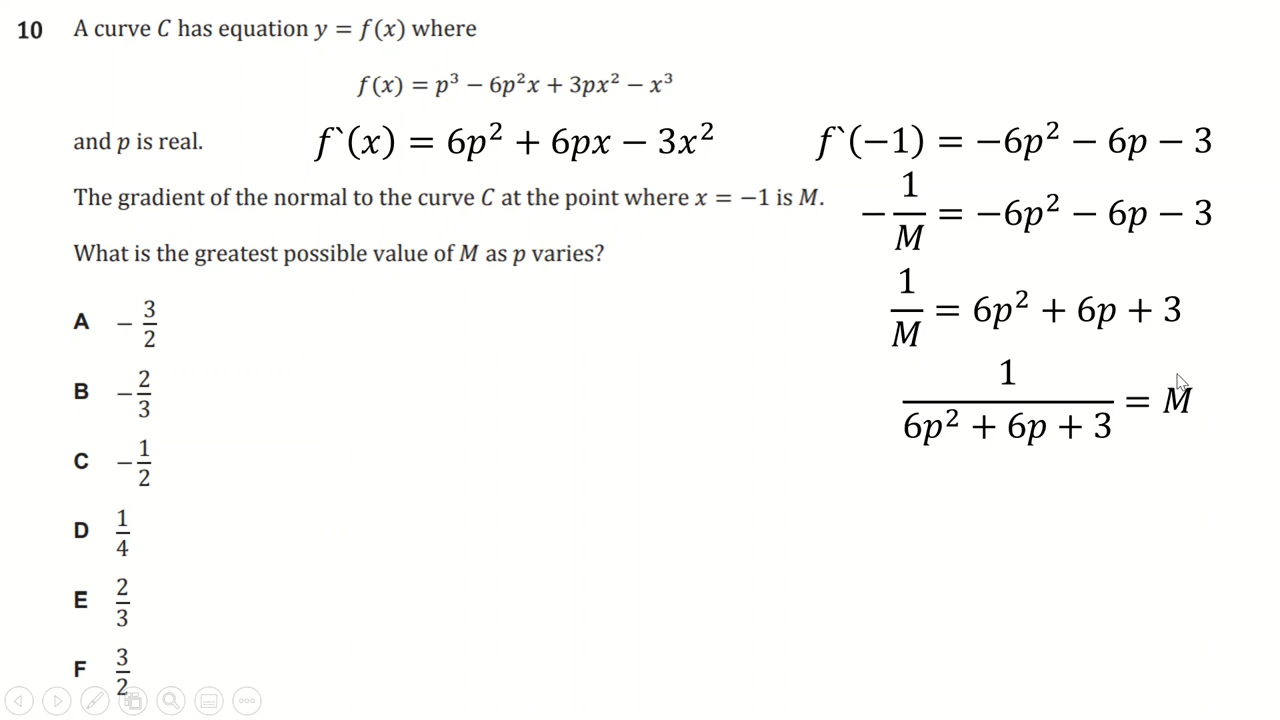 10 A curve C has equation y = f(x) where
f(x) = p³ − 6p²x + 3px² − x³
and p is real.
f`(x) = 6p² + 6px − 3x²
f`(−1) = −6p² − 6p − 3
The gradient of the normal to the curve C at the point where x = −1 is M.
−1/M = −6p² − 6p − 3
What is the greatest possible value of M as p varies?
1/M = 6p² + 6p + 3
1/(6p² + 6p + 3) = M
A −3/2
B −2/3
C −1/2
D 1/4
E 2/3
F 3/2